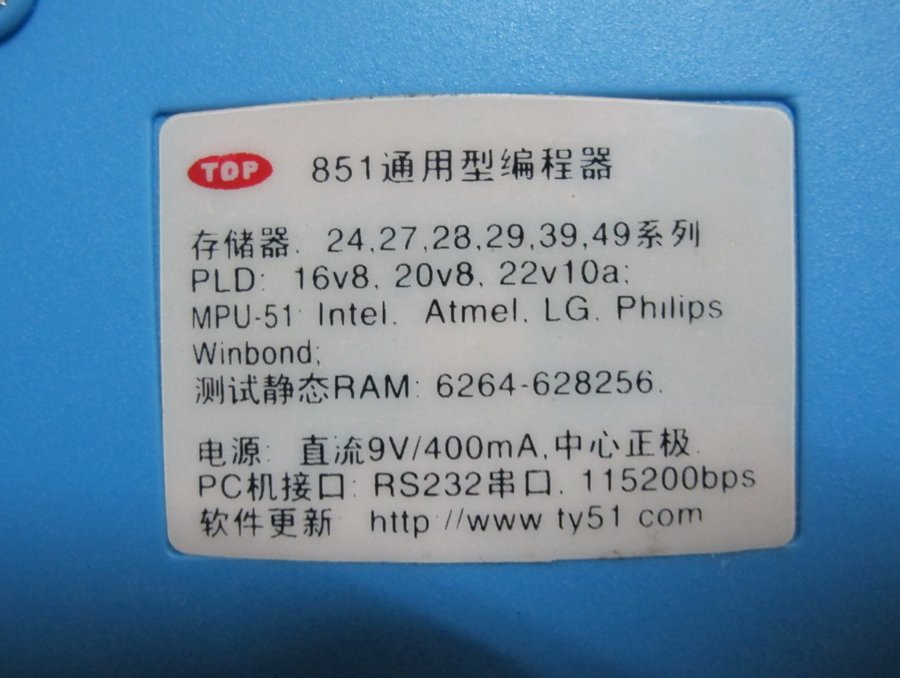 TOP 851通用型编程器
存储器: 24,27,28,29,39,49系列
PLD: 16v8, 20v8, 22v10a;
MPU-51 Intel. Atmel. LG. Philips
Winbond;
测试静态RAM: 6264-628256.
电源: 直流9V/400mA,中心正极.
PC机接口: RS232串口. 115200bps
软件更新 http //www ty51 com